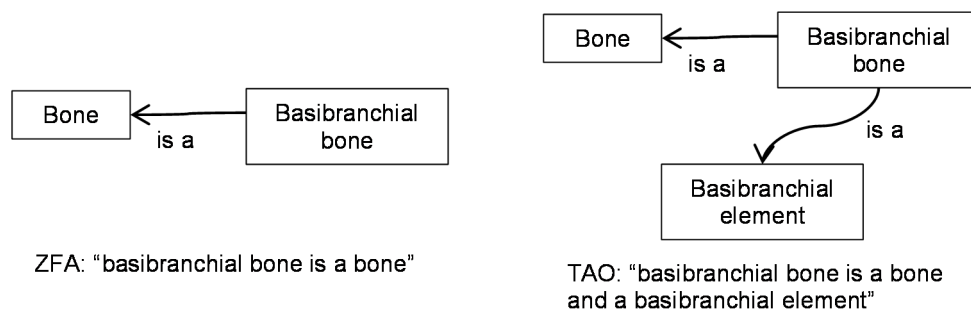 Bone
is a
Basibranchial
bone
ZFA: “basibranchial bone is a bone”
Bone
is a
Basibranchial
bone
is a
Basibranchial
element
TAO: “basibranchial bone is a bone
and a basibranchial element”